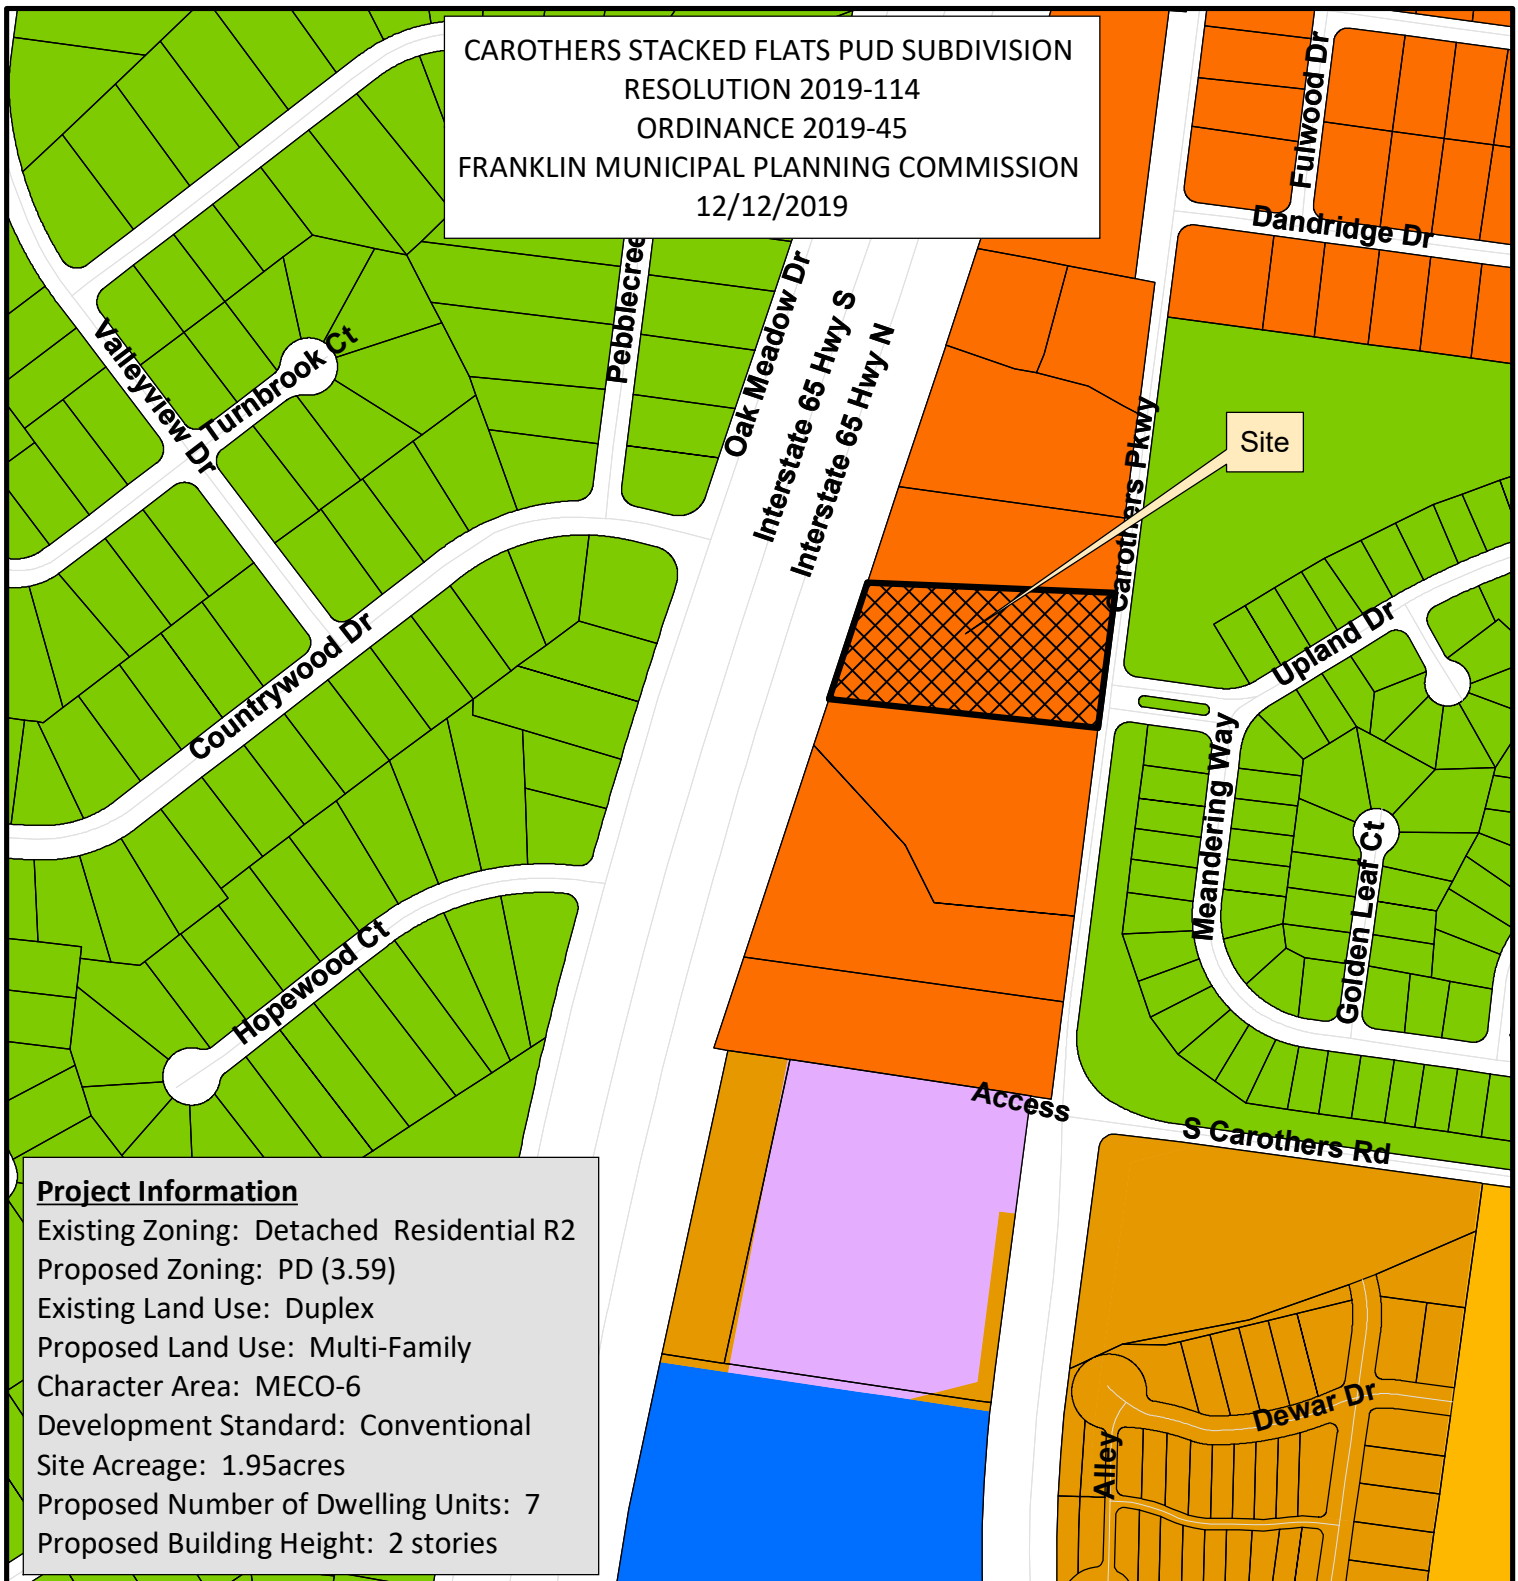 CAROTHERS STACKED FLATS PUD SUBDIVISION
RESOLUTION 2019-114
ORDINANCE 2019-45
FRANKLIN MUNICIPAL PLANNING COMMISSION
12/12/2019
Fulwood Dr
Dandridge Dr
Pebblecree
Oak Meadow Dr
Interstate 65 Hwy S
Interstate 65 Hwy N
Valleyview Dr
Turnbrook Ct
Carothers Pkwy
Site
Countrywood Dr
Upland Dr
Meandering Way
Golden Leaf Ct
Hopewood Ct
Access
S Carothers Rd
Dewar Dr
Alley
Project Information
Existing Zoning: Detached Residential R2
Proposed Zoning: PD (3.59)
Existing Land Use: Duplex
Proposed Land Use: Multi-Family
Character Area: MECO-6
Development Standard: Conventional
Site Acreage: 1.95acres
Proposed Number of Dwelling Units: 7
Proposed Building Height: 2 stories